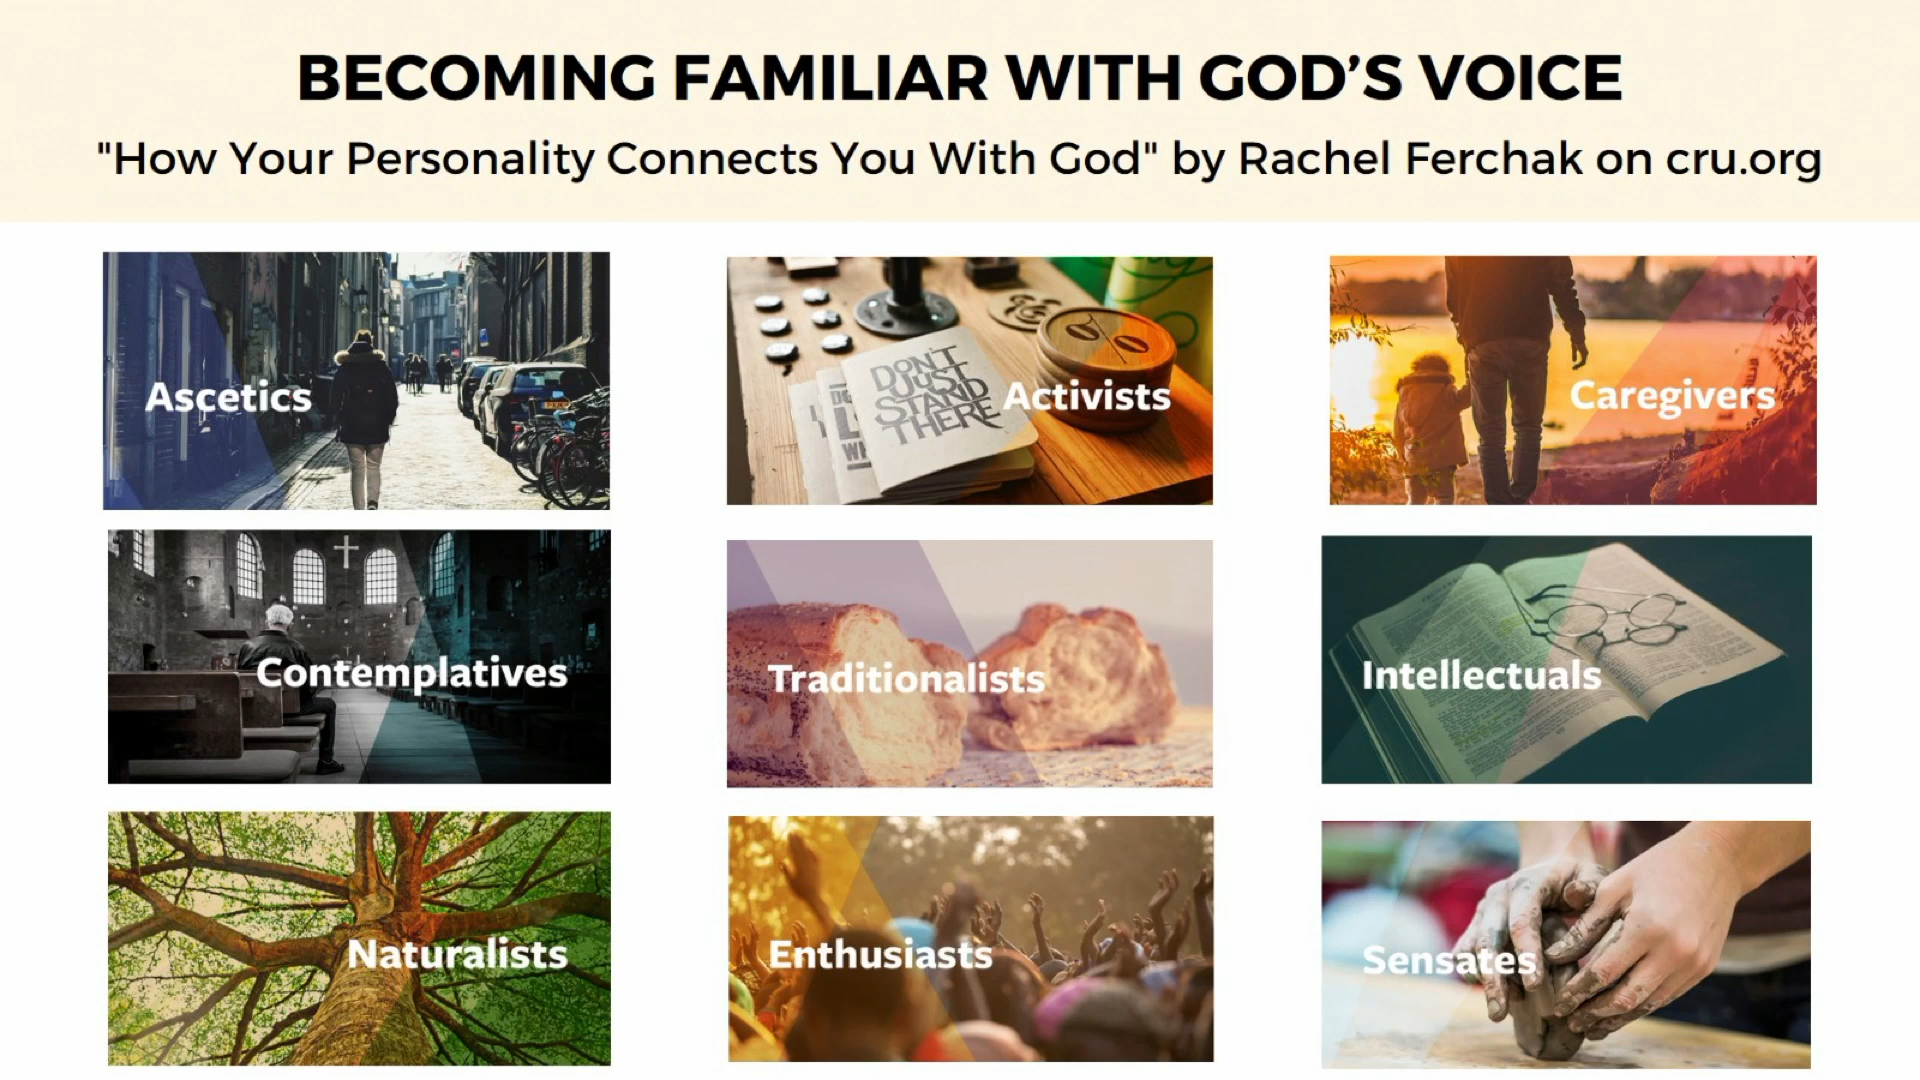 BECOMING FAMILIAR WITH GOD'S VOICE
"How Your Personality Connects You With God" by Rachel Ferchak on cru.org
Ascetics
DON'T
JUST
STAND
THERE
Activists
Caregivers
Contemplatives
Traditionalists
Intellectuals
Naturalists
Enthusiasts
Sensates